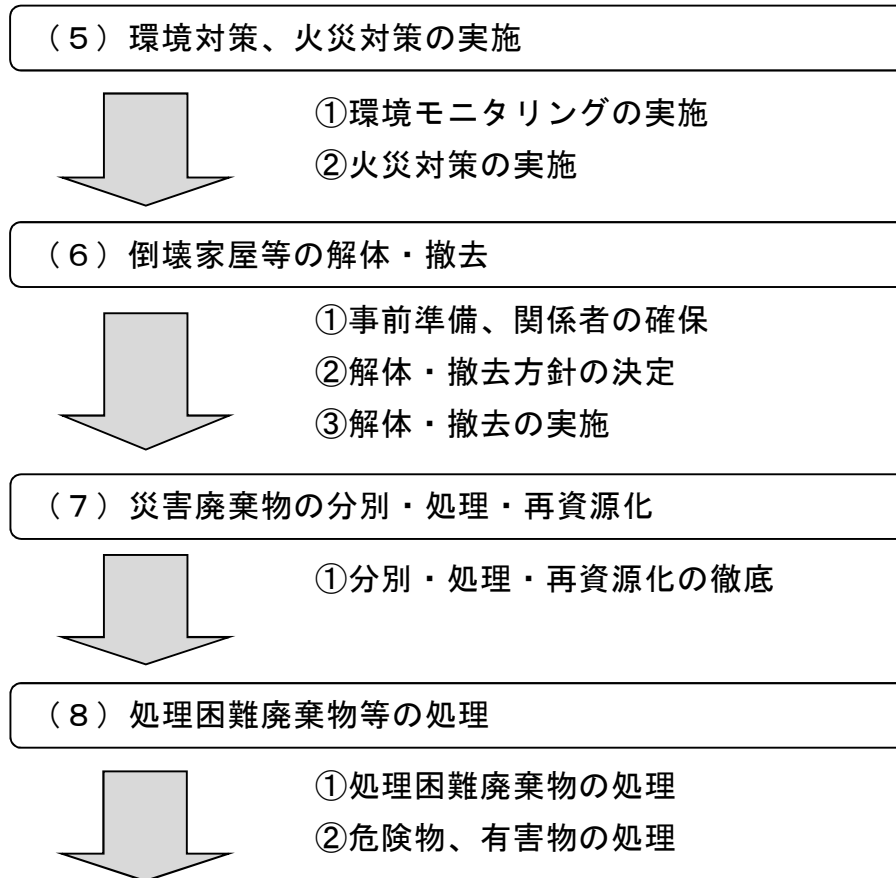 （５）環境対策、火災対策の実施
①環境モニタリングの実施
②火災対策の実施
（６）倒壊家屋等の解体・撤去
①事前準備、関係者の確保
②解体・撤去方針の決定
③解体・撤去の実施
（７）災害廃棄物の分別・処理・再資源化
①分別・処理・再資源化の徹底
（８）処理困難廃棄物等の処理
①処理困難廃棄物の処理
②危険物、有害物の処理